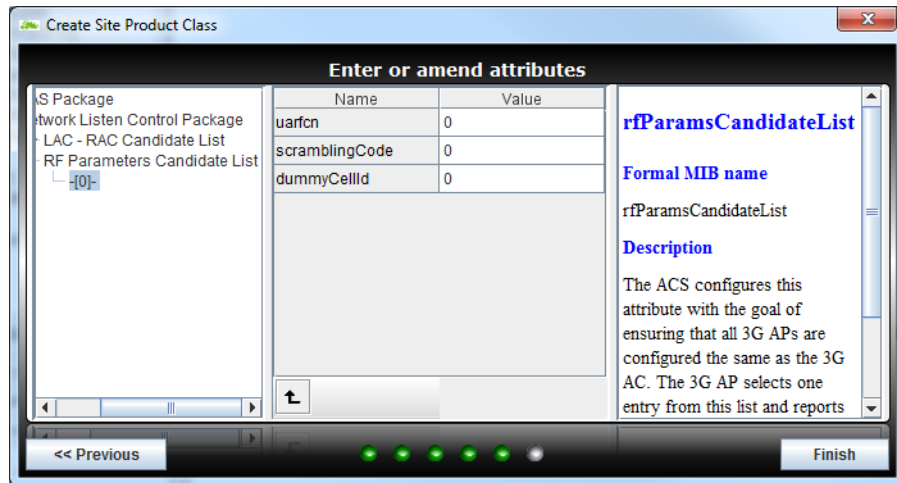 Create Site Product Class
x
Enter or amend attributes
S Package
twork Listen Control Package
LAC - RAC Candidate List
RF Parameters Candidate List
-[0]-
Name Value
uarfcn 0
scramblingCode 0
dummyCellId 0
rfParamsCandidateList
Formal MIB name
rfParamsCandidateList
Description
The ACS configures this
attribute with the goal of
ensuring that all 3G APs are
configured the same as the 3G
AC. The 3G AP selects one
entry from this list and reports
<< Previous
Finish